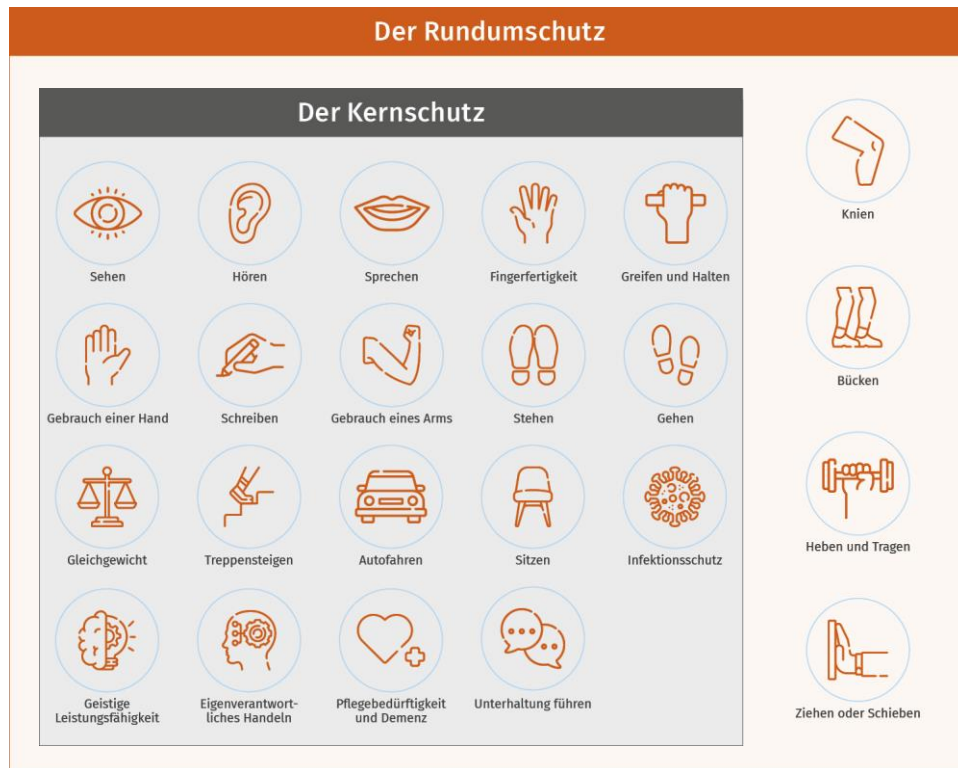 Der Rundumschutz
Der Kernschutz
Sehen
Hören
Sprechen
Fingerfertigkeit
Greifen und Halten
Gebrauch einer Hand
Schreiben
Gebrauch eines Arms
Stehen
Gehen
Gleichgewicht
Treppensteigen
Autofahren
Sitzen
Infektionsschutz
Geistige
Leistungsfähigkeit
Eigenverantwort-
liches Handeln
Pflegebedürftigkeit
und Demenz
Unterhaltung führen
Knien
Bücken
Heben und Tragen
Ziehen oder Schieben